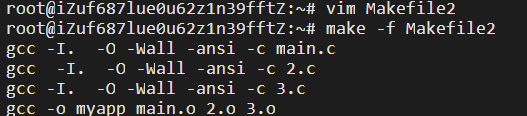 root@iZuf687lue0u62z1n39fftZ:~# vim Makefile2
root@iZuf687lue0u62z1n39fftZ:~# make -f Makefile2
gcc -I.  -O -Wall -ansi -c main.c
gcc  -I.  -O -Wall -ansi -c 2.c
gcc -I.  -O -Wall -ansi -c 3.c
gcc -o myapp main.o 2.o 3.o